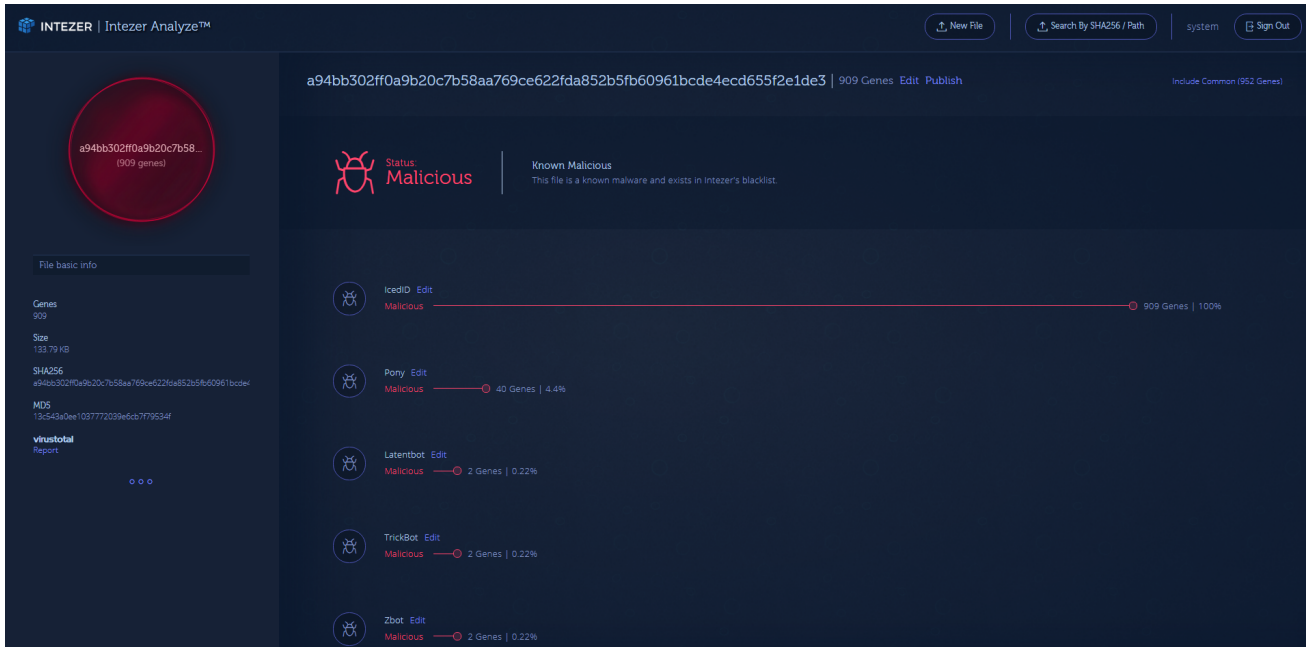 INTEZER | Intezer Analyze™
New File
Search By SHA256 / Path
system
Sign Out
a94bb302ff0a9b20c7b58...
(909 genes)
File basic info
Genes
909
Size
133.79 KB
SHA256
a94bb302ff0a9b20c7b58aa769ce622fda852b5fb60961bcde4
MD5
13c543a0ee1037772039e6cb7f79534f
virustotal
Report
a94bb302ff0a9b20c7b58aa769ce622fda852b5fb60961bcde4ecd655f2e1de3 | 909 Genes Edit Publish
Include Common (952 Genes)
Status:
Malicious
Known Malicious
This file is a known malware and exists in Intezer's blacklist.
IcedID Edit
Malicious 909 Genes | 100%
Pony Edit
Malicious 40 Genes | 4.4%
Latentbot Edit
Malicious 2 Genes | 0.22%
TrickBot Edit
Malicious 2 Genes | 0.22%
Zbot Edit
Malicious 2 Genes | 0.22%